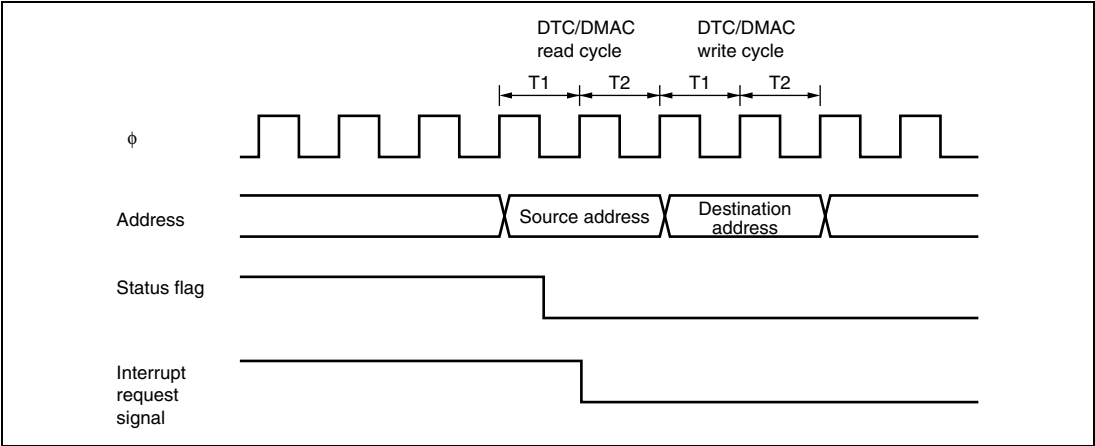 DTC/DMAC
read cycle
DTC/DMAC
write cycle
T1
T2
T1
T2
ϕ
Address
Source address
Destination
address
Status flag
Interrupt
request
signal